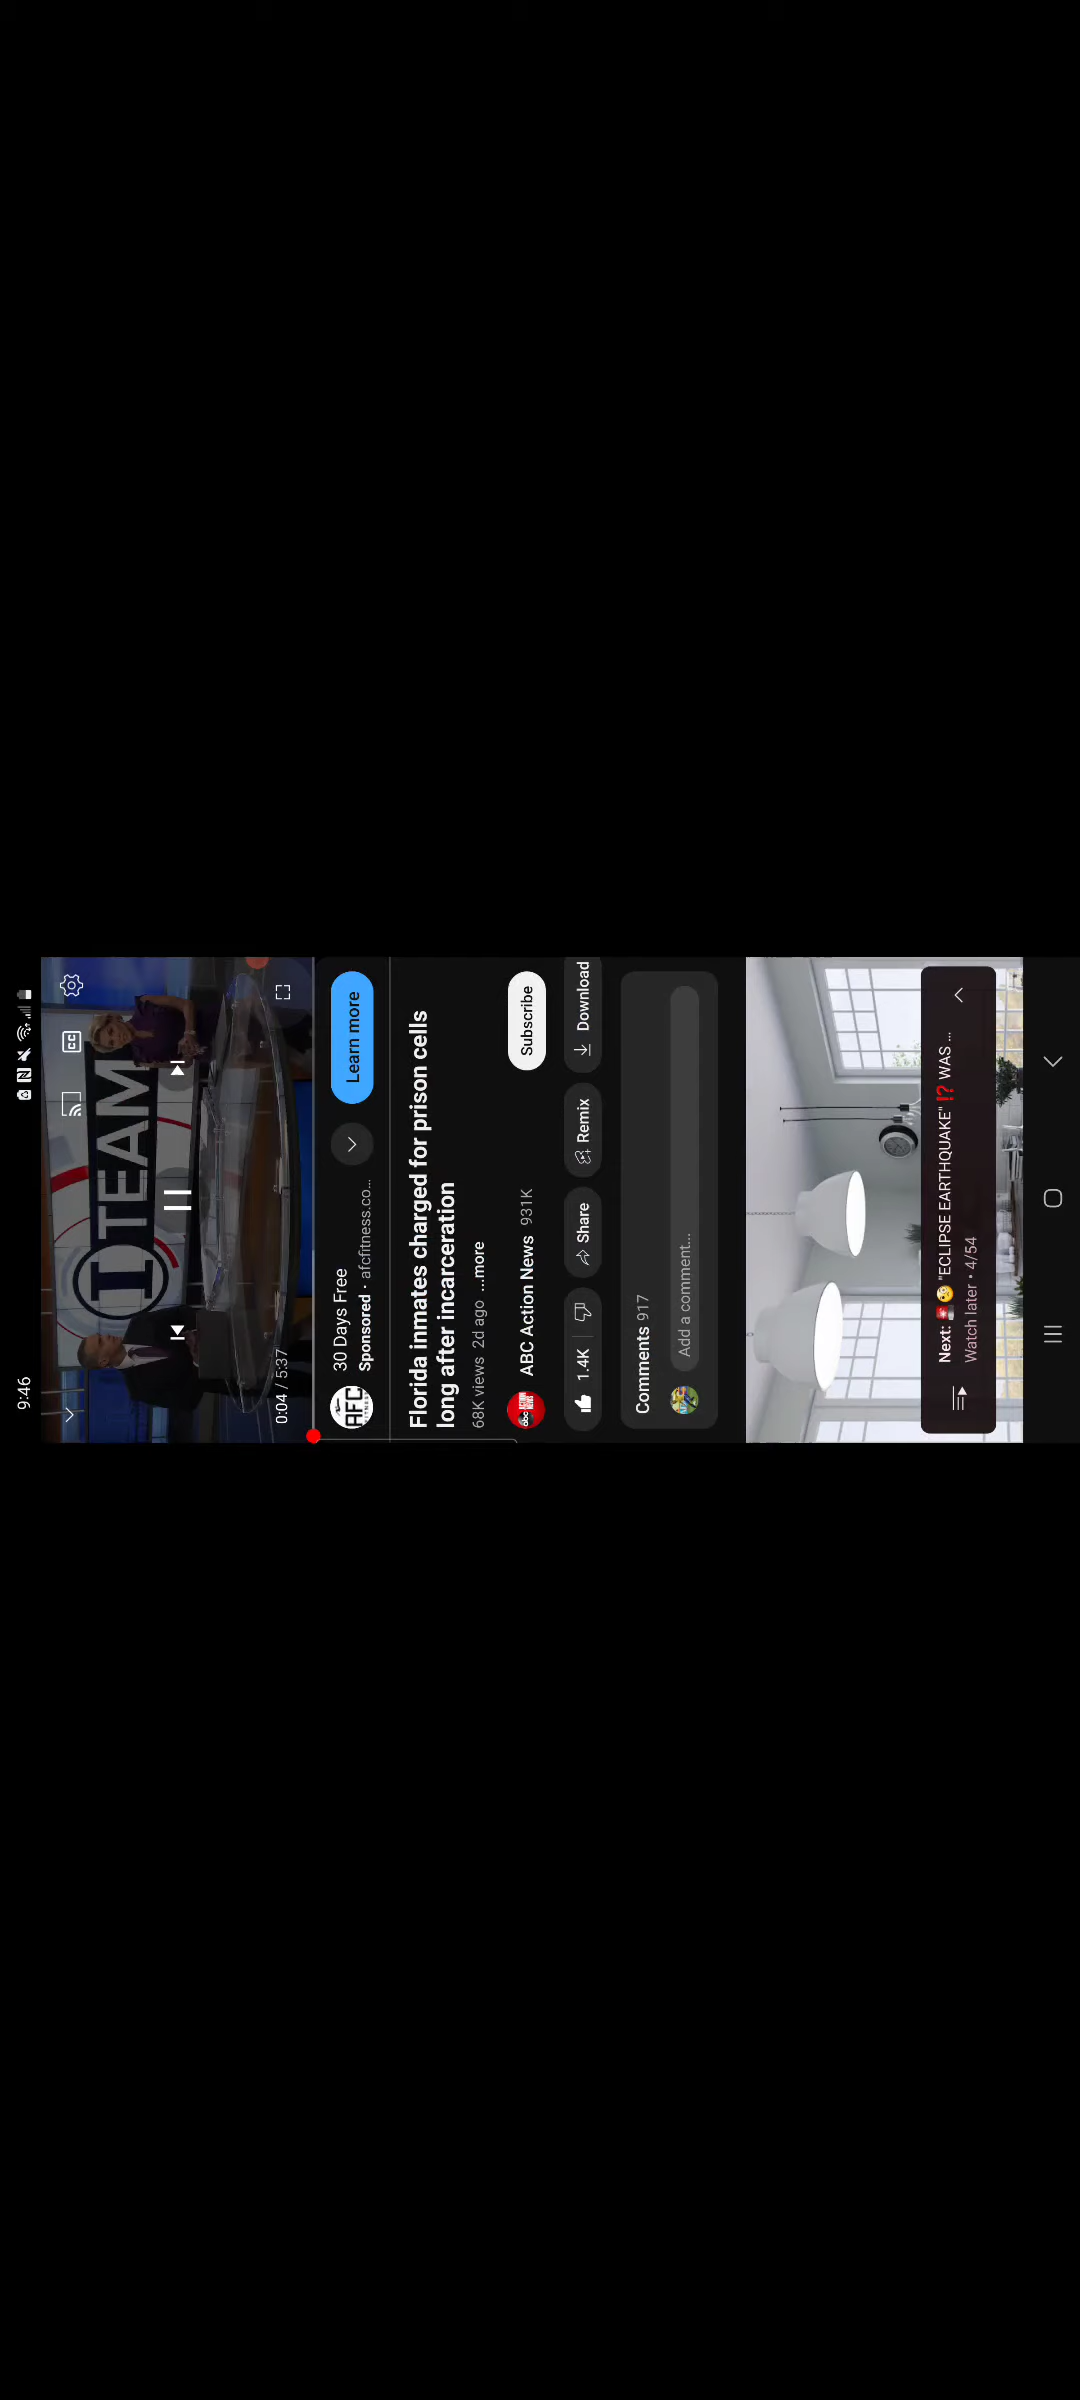 9:46
CC
I TEAM
0:04 / 5:37
AFC
30 Days Free
Sponsored · afcfitness.co...
Learn more
Florida inmates charged for prison cells
long after incarceration
68K views 2d ago ...more
ABC Action News 931K
Subscribe
1.4K
Share
Remix
Download
Comments 917
Add a comment...
Next: 🚨😲"ECLIPSE EARTHQUAKE" ⁉️ WAS ...
Watch later • 4/54